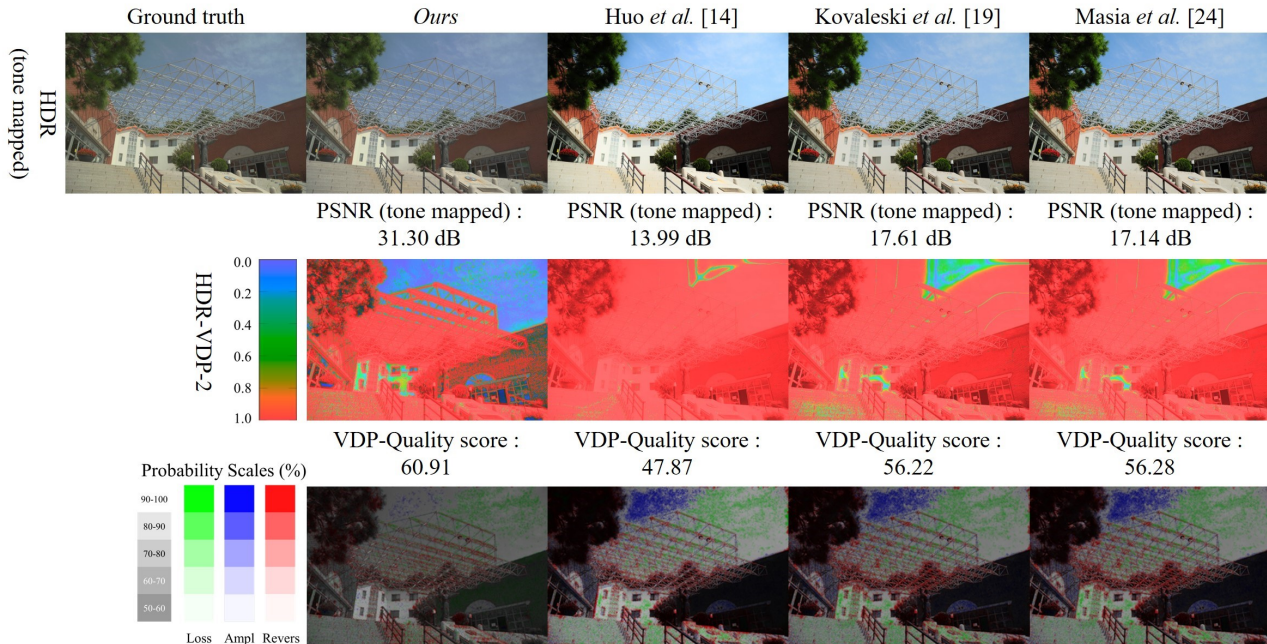 Ground truth
Ours
Huo et al. [14]
Kovaleski et al. [19]
Masia et al. [24]
HDR
(tone mapped)
PSNR (tone mapped) :
31.30 dB
PSNR (tone mapped) :
13.99 dB
PSNR (tone mapped) :
17.61 dB
PSNR (tone mapped) :
17.14 dB
HDR-VDP-2
0.0
0.2
0.4
0.6
0.8
1.0
VDP-Quality score :
60.91
VDP-Quality score :
47.87
VDP-Quality score :
56.22
VDP-Quality score :
56.28
Probability Scales (%)
90-100
80-90
70-80
60-70
50-60
Loss
Ampl
Revers